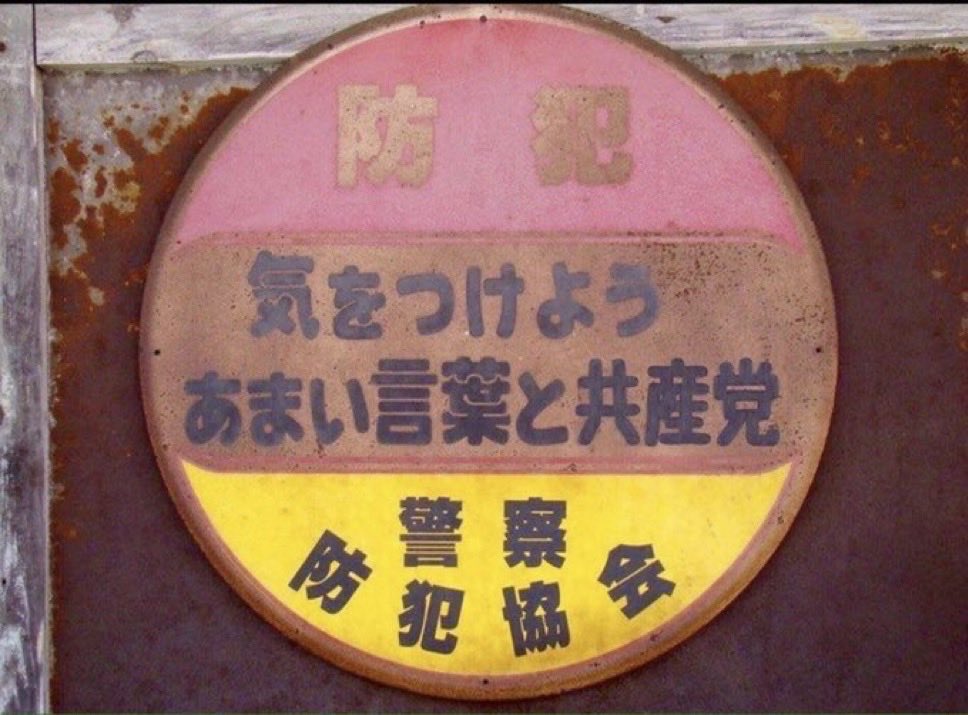 防犯
気をつけよう
あまい言葉と共産党
警察
防犯協会